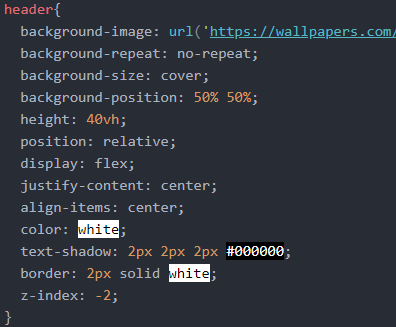 header{
background-image: url('https://wallpapers.com/
background-repeat: no-repeat;
background-size: cover;
background-position: 50% 50%;
height: 40vh;
position: relative;
display: flex;
justify-content: center;
align-items: center;
color: white;
text-shadow: 2px 2px 2px #000000;
border: 2px solid white;
z-index: -2;
}